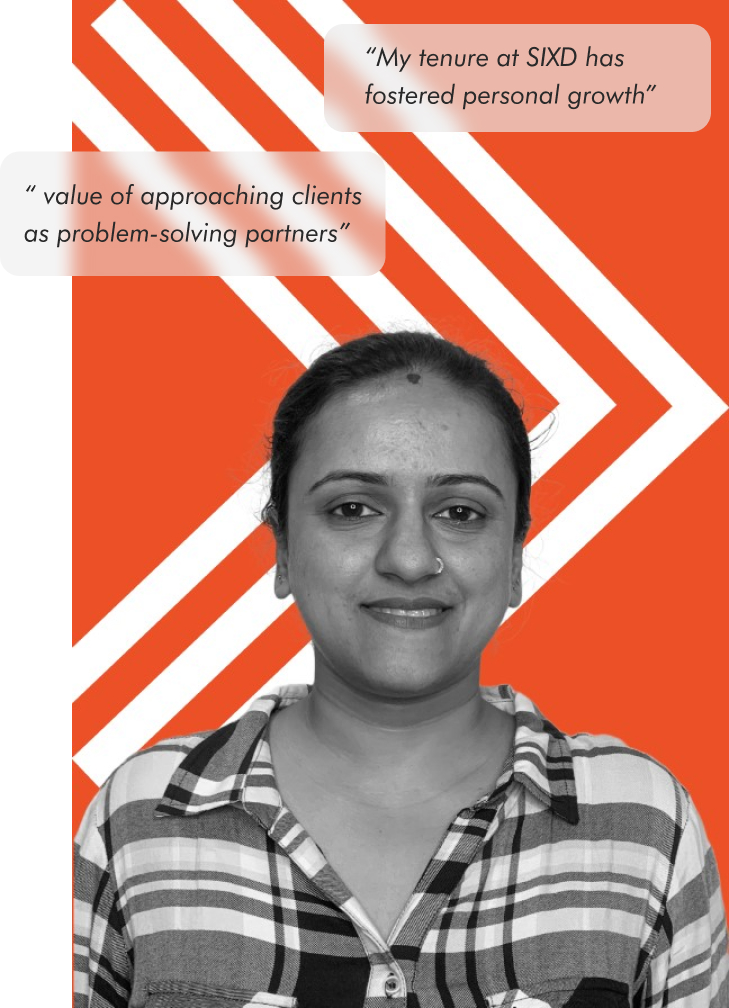 “My tenure at SIXD has
fostered personal growth”
“ value of approaching clients
as problem-solving partners”